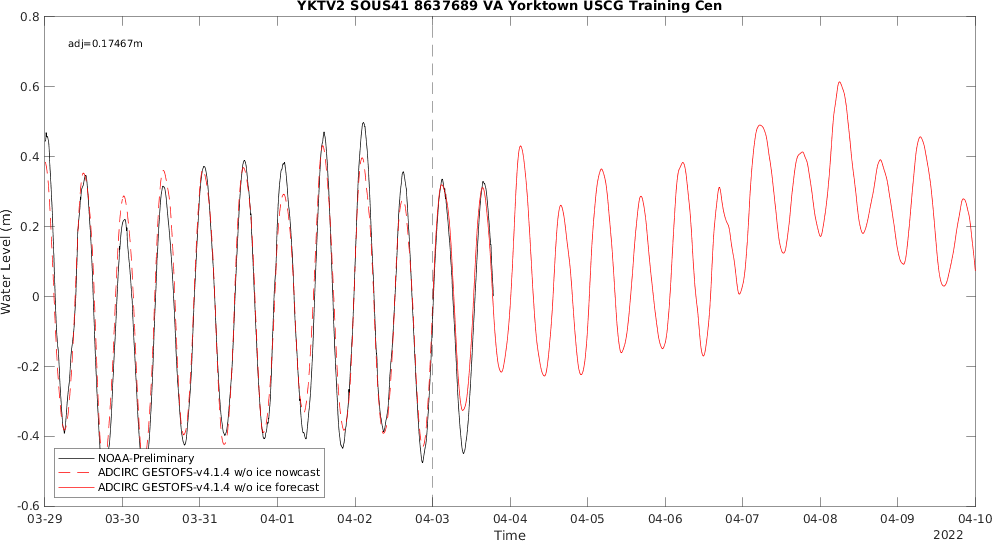 YKTV2 SOUS41 8637689 VA Yorktown USCG Training Cen
adj=0.17467m
Water Level (m)
0.8
0.6
0.4
0.2
0
-0.2
-0.4
-0.6
NOAA-Preliminary
ADCIRC GESTOFS-v4.1.4 w/o ice nowcast
ADCIRC GESTOFS-v4.1.4 w/o ice forecast
03-29 03-30 03-31 04-01 04-02 04-03 04-04 04-05 04-06 04-07 04-08 04-09 04-10
Time
2022